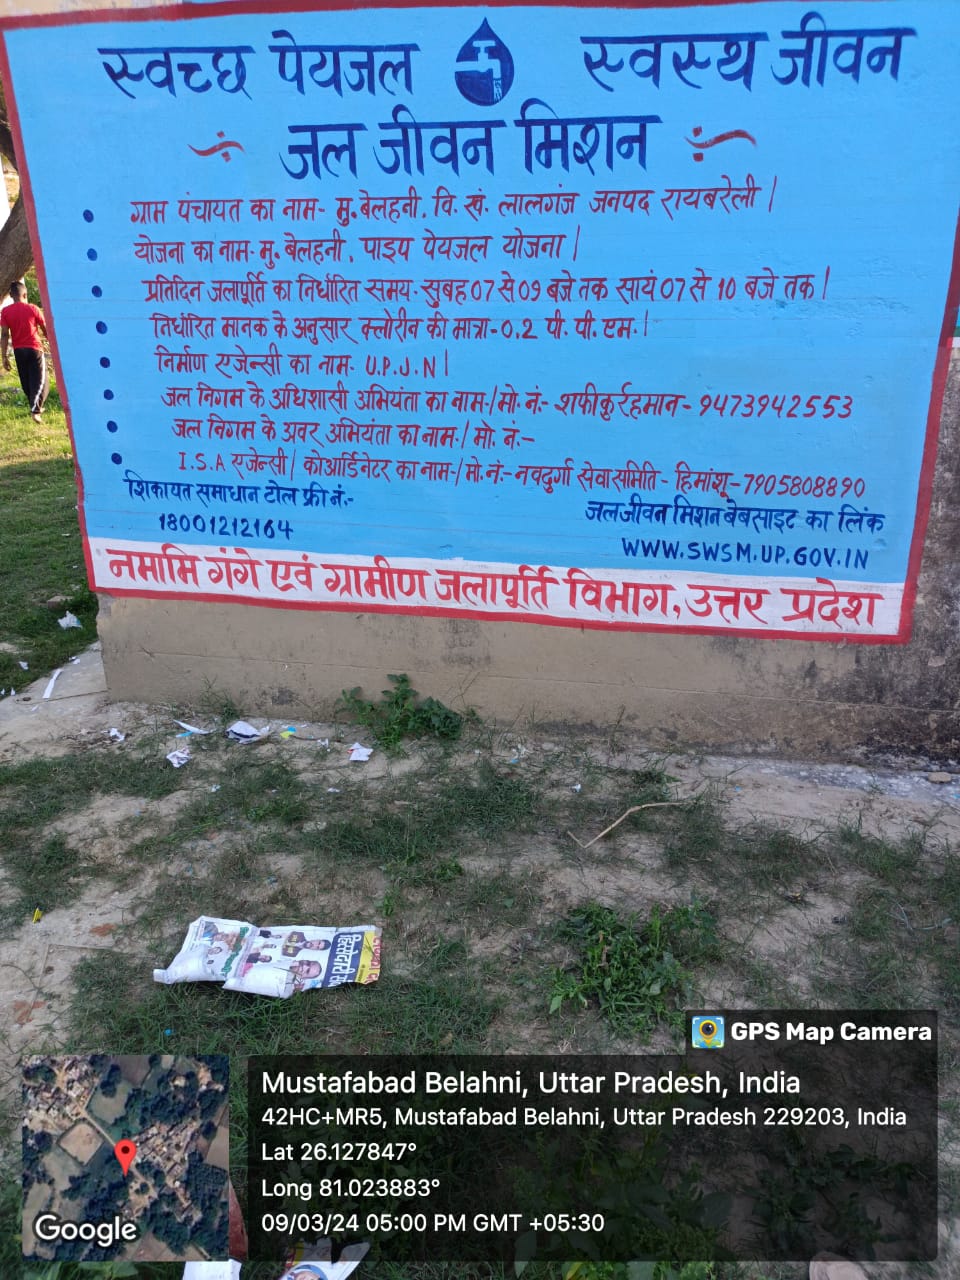 स्वच्छ पेयजल स्वस्थ जीवन
जल जीवन मिशन
ग्राम पंचायत का नाम- मु. बेलहनी. वि. खं. लालगंज जनपद रायबरेली।
योजना का नाम- मु. बेलहनी. पाइप पेयजल योजना।
प्रतिदिन जलापूर्ति का निर्धारित समय- सुबह 07 से 09 बजे तक सायं 07 से 10 बजे तक।
निर्धारित मानक के अनुसार क्लोरीन की मात्रा- 0.2 पी. पी. एम.।
निर्माण एजेन्सी का नाम- U.P.J.N।
जल निगम के अधिशासी अभियंता का नाम-/मो. नं.- शफीकुर्रहमान- 9473942553
जल निगम के अवर अभियंता का नाम-/मो. नं.-
I.S.A एजेन्सी/ कोआर्डिनेटर का नाम-/मो.नं.- नवदुर्गा सेवा समिति- हिमांशू- 7905808890
शिकायत समाधान टोल फ्री नं:-
18001212164
जलजीवन मिशन बेबसाइट का लिंक
WWW.SWSM.UP.GOV.IN
नमामि गंगे एवं ग्रामीण जलापूर्ति विभाग, उत्तर प्रदेश
GPS Map Camera
Mustafabad Belahni, Uttar Pradesh, India
42HC+MR5, Mustafabad Belahni, Uttar Pradesh 229203, India
Lat 26.127847°
Long 81.023883°
09/03/24 05:00 PM GMT +05:30
Google